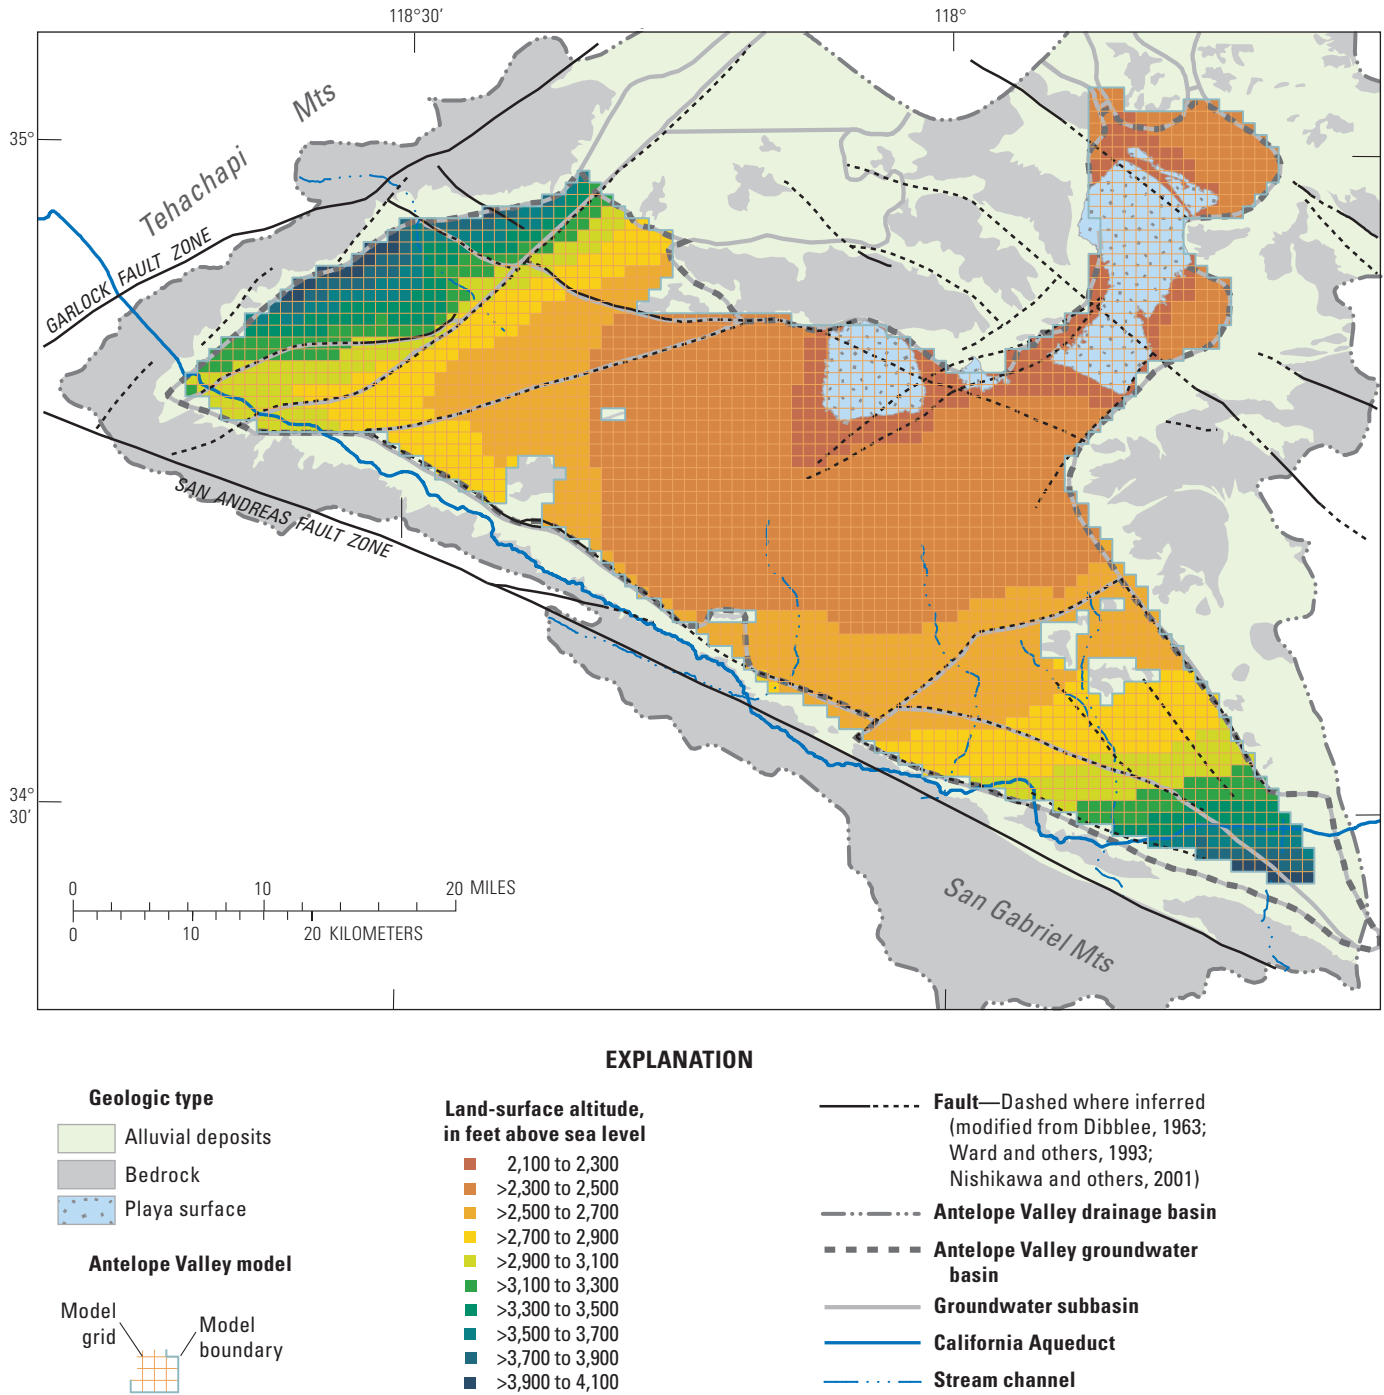 118°30′
118°
35°
34°
30′
Mts
Tehachapi
GARLOCK FAULT ZONE
SAN ANDREAS FAULT ZONE
San Gabriel Mts
0 10 20 MILES
0 10 20 KILOMETERS
EXPLANATION
Geologic type
Alluvial deposits
Bedrock
Playa surface
Antelope Valley model
Model
grid
Model
boundary
Land-surface altitude,
in feet above sea level
2,100 to 2,300
>2,300 to 2,500
>2,500 to 2,700
>2,700 to 2,900
>2,900 to 3,100
>3,100 to 3,300
>3,300 to 3,500
>3,500 to 3,700
>3,700 to 3,900
>3,900 to 4,100
Fault—Dashed where inferred
(modified from Dibblee, 1963;
Ward and others, 1993;
Nishikawa and others, 2001)
Antelope Valley drainage basin
Antelope Valley groundwater
basin
Groundwater subbasin
California Aqueduct
Stream channel